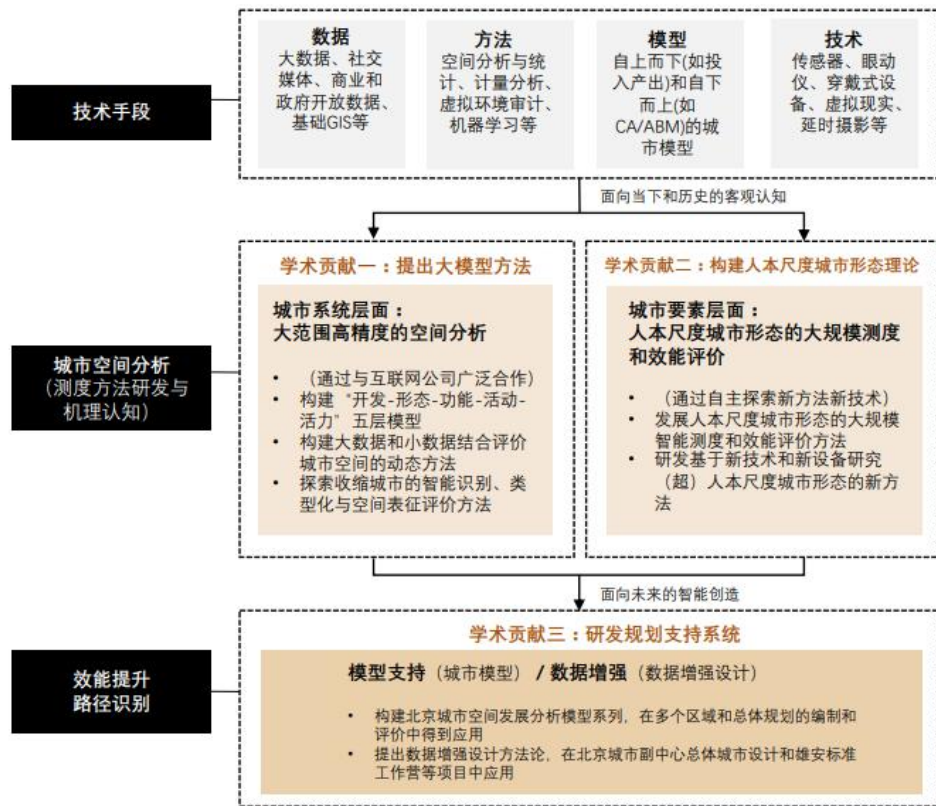 技术手段
数据
大数据、社交
媒体、商业和
政府开放数据、
基础GIS等
方法
空间分析与统
计、计量分析、
虚拟环境审计、
机器学习等
模型
自上而下(如投
入产出)和自下
而上(如
CA/ABM)的城
市模型
技术
传感器、眼动
仪、穿戴式设
备、虚拟现实、
延时摄影等
面向当下和历史的客观认知
城市空间分析
（测度方法研发与
机理认知）
学术贡献一：提出大模型方法
城市系统层面：
大范围高精度的空间分析
• （通过与互联网公司广泛合作）
• 构建“开发-形态-功能-活动-
活力”五层模型
• 构建大数据和小数据结合评价
城市空间的动态方法
• 探索收缩城市的智能识别、类
型化与空间表征评价方法
学术贡献二：构建人本尺度城市形态理论
城市要素层面：
人本尺度城市形态的大规模测度
和效能评价
• （通过自主探索新方法新技术）
• 发展人本尺度城市形态的大规模
智能测度和效能评价方法
• 研发基于新技术和新设备研究
（超）人本尺度城市形态的新方
法
面向未来的智能创造
效能提升
路径识别
学术贡献三：研发规划支持系统
模型支持（城市模型）/ 数据增强（数据增强设计）
• 构建北京城市空间发展分析模型系列，在多个区域和总体规划的编制和
评价中得到应用
• 提出数据增强设计方法论，在北京城市副中心总体城市设计和雄安标准
工作营等项目中应用